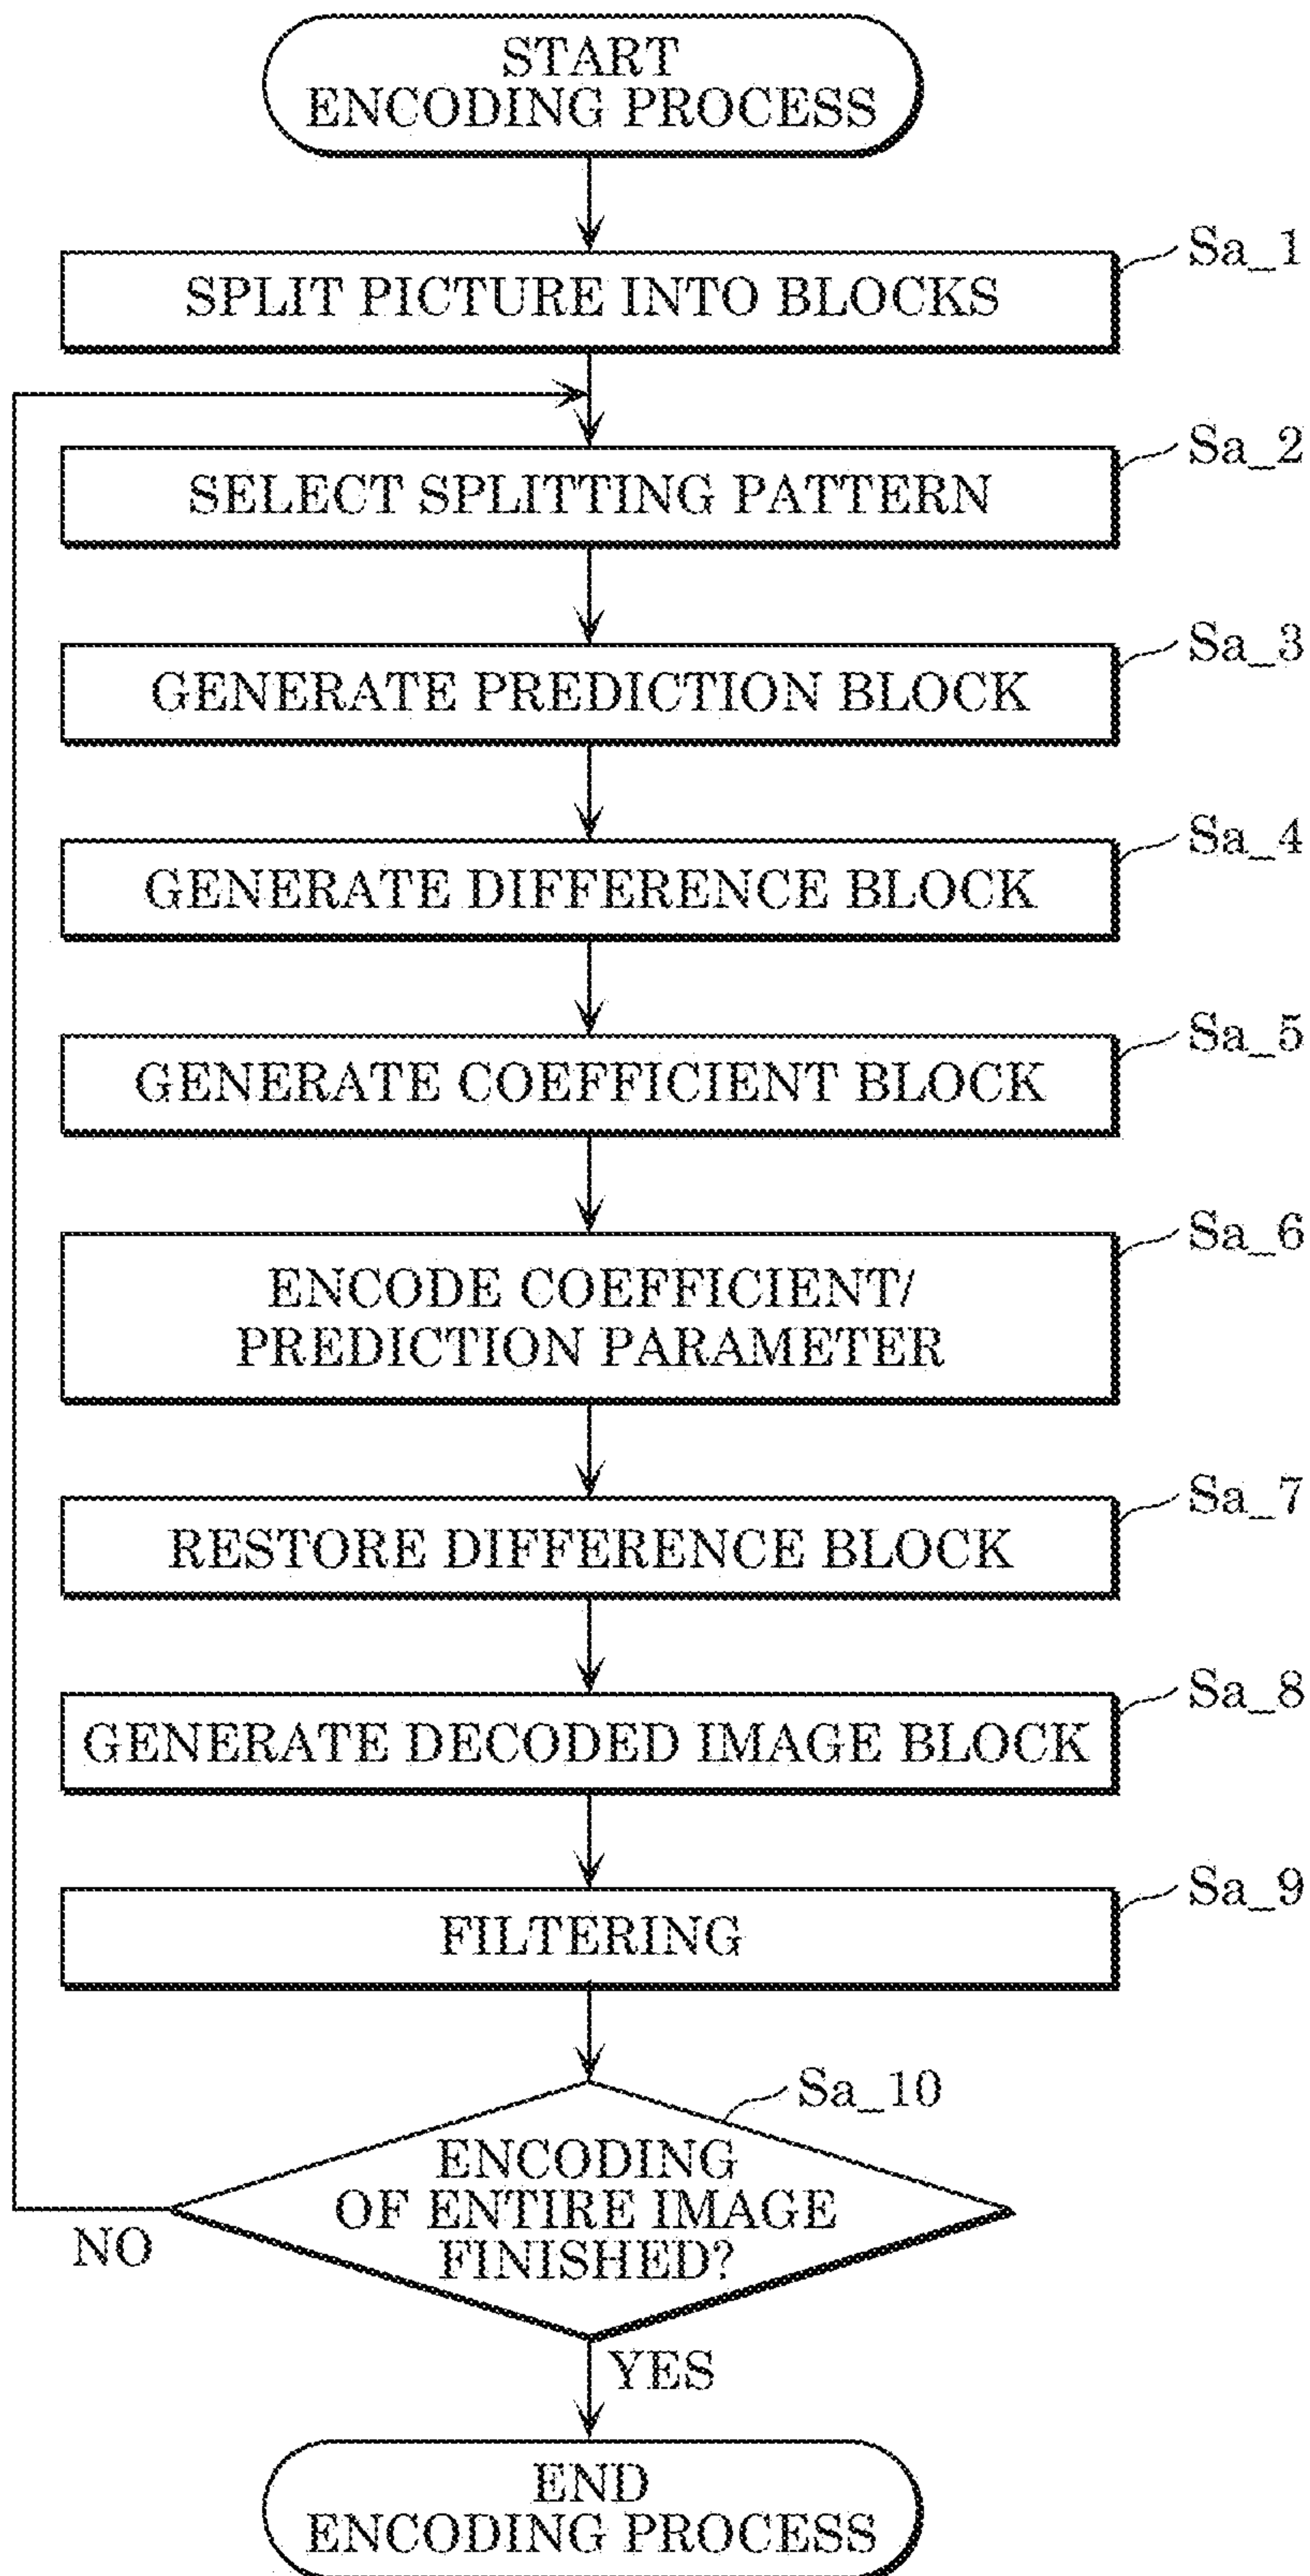 START
ENCODING PROCESS
Sa_1
SPLIT PICTURE INTO BLOCKS
Sa_2
SELECT SPLITTING PATTERN
Sa_3
GENERATE PREDICTION BLOCK
Sa_4
GENERATE DIFFERENCE BLOCK
Sa_5
GENERATE COEFFICIENT BLOCK
Sa_6
ENCODE COEFFICIENT/
PREDICTION PARAMETER
Sa_7
RESTORE DIFFERENCE BLOCK
Sa_8
GENERATE DECODED IMAGE BLOCK
Sa_9
FILTERING
Sa_10
ENCODING
OF ENTIRE IMAGE
FINISHED?
NO
YES
END
ENCODING PROCESS